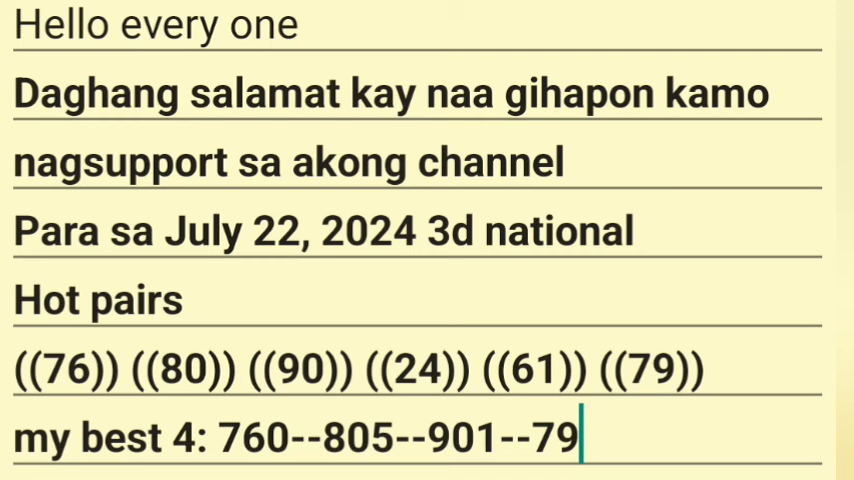 Hello every one
Daghang salamat kay naa gihapon kamo
nagsupport sa akong channel
Para sa July 22, 2024 3d national
Hot pairs
((76)) ((80)) ((90)) ((24)) ((61)) ((79))
my best 4: 760--805--901--79